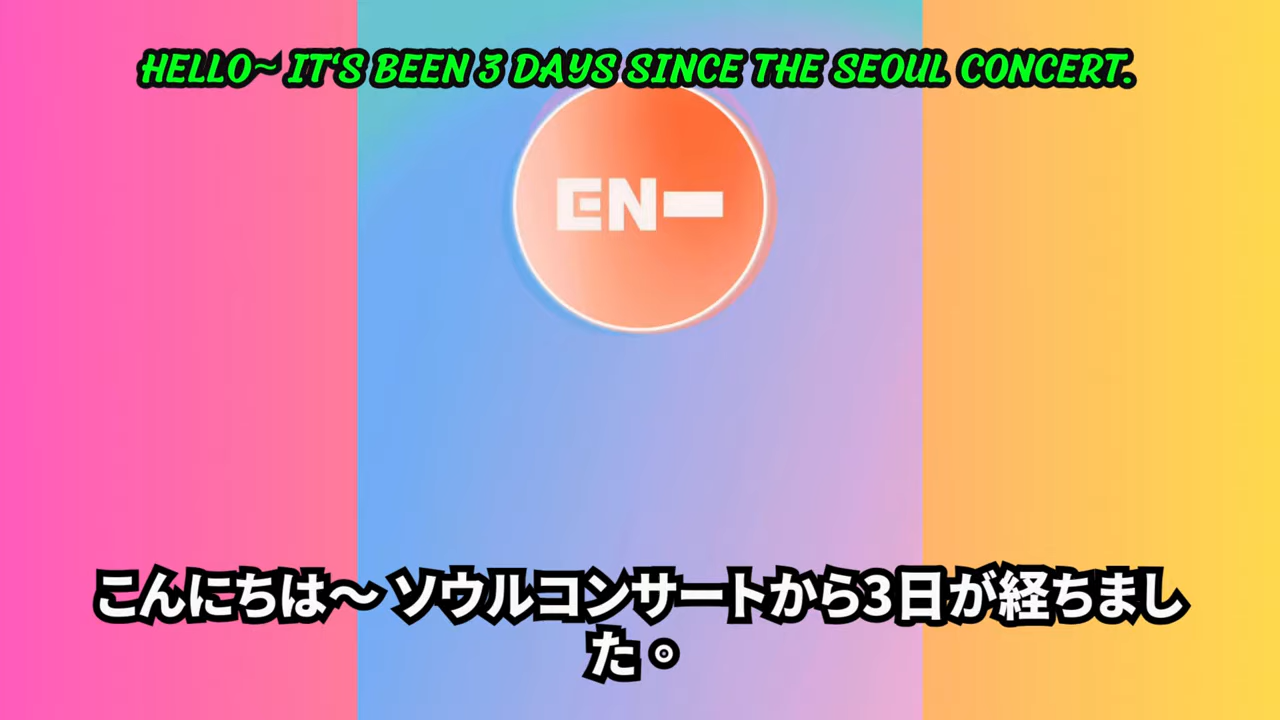 HELLO~ IT'S BEEN 3 DAYS SINCE THE SEOUL CONCERT.
EN-
こんにちは～ ソウルコンサートから3日が経ちまし
た。